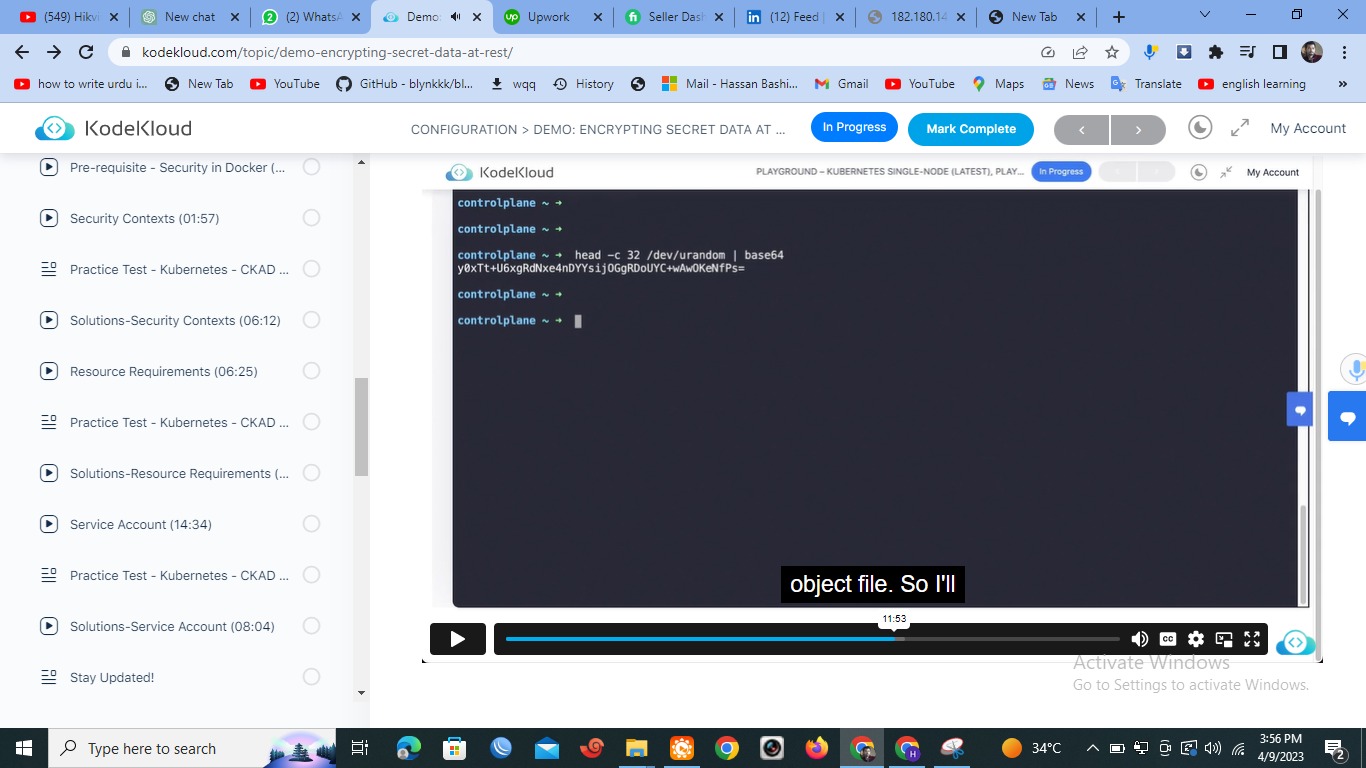 (549) Hikvi
New chat
(2) WhatsA
Demo:
Upwork
Seller Dash
(12) Feed |
182.180.14
New Tab
kodekloud.com/topic/demo-encrypting-secret-data-at-rest/
how to write urdu i...
New Tab
YouTube
GitHub - blynkkk/bl...
wqq
History
Mail - Hassan Bashi...
Gmail
YouTube
Maps
News
Translate
english learning
»
KodeKloud
CONFIGURATION > DEMO: ENCRYPTING SECRET DATA AT ...
In Progress
Mark Complete
My Account
Pre-requisite - Security in Docker (...
Security Contexts (01:57)
Practice Test - Kubernetes - CKAD ...
Solutions-Security Contexts (06:12)
Resource Requirements (06:25)
Practice Test - Kubernetes - CKAD ...
Solutions-Resource Requirements (...
Service Account (14:34)
Practice Test - Kubernetes - CKAD ...
Solutions-Service Account (08:04)
Stay Updated!
KodeKloud
PLAYGROUND – KUBERNETES SINGLE-NODE (LATEST), PLAY...
In Progress
My Account
controlplane ~ →
controlplane ~ →
controlplane ~ → head –c 32 /dev/urandom | base64
y0xTt+U6xgRdNxe4nDYYsijOGgRDoUYC+wAwOKeNfPs=
controlplane ~ →
controlplane ~ →
object file. So I'll
11:53
CC
Activate Windows
Go to Settings to activate Windows.
Type here to search
34°C
3:56 PM
4/9/2023
2